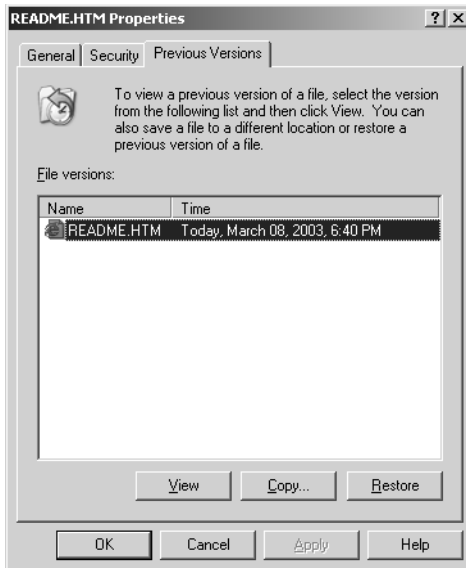 README.HTM Properties
General Security Previous Versions
To view a previous version of a file, select the version
from the following list and then click View. You can
also save a file to a different location or restore a
previous version of a file.
File versions:
Name Time
README.HTM Today, March 08, 2003, 6:40 PM
View Copy... Restore
OK Cancel Apply Help